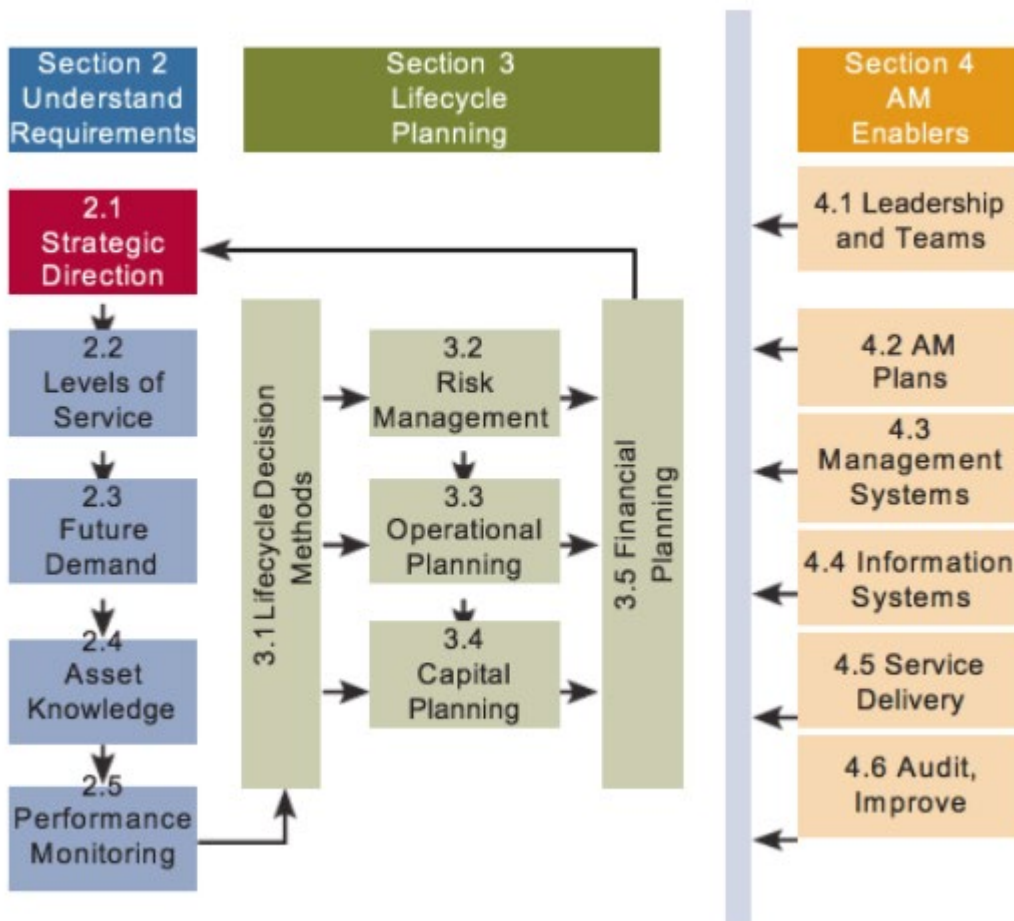 Section 2
Understand
Requirements
Section 3
Lifecycle
Planning
Section 4
AM
Enablers
2.1
Strategic
Direction
2.2
Levels of
Service
2.3
Future
Demand
2.4
Asset
Knowledge
2.5
Performance
Monitoring
3.1 Lifecycle Decision
Methods
3.2
Risk
Management
3.3
Operational
Planning
3.4
Capital
Planning
3.5 Financial
Planning
4.1 Leadership
and Teams
4.2 AM
Plans
4.3
Management
Systems
4.4 Information
Systems
4.5 Service
Delivery
4.6 Audit,
Improve